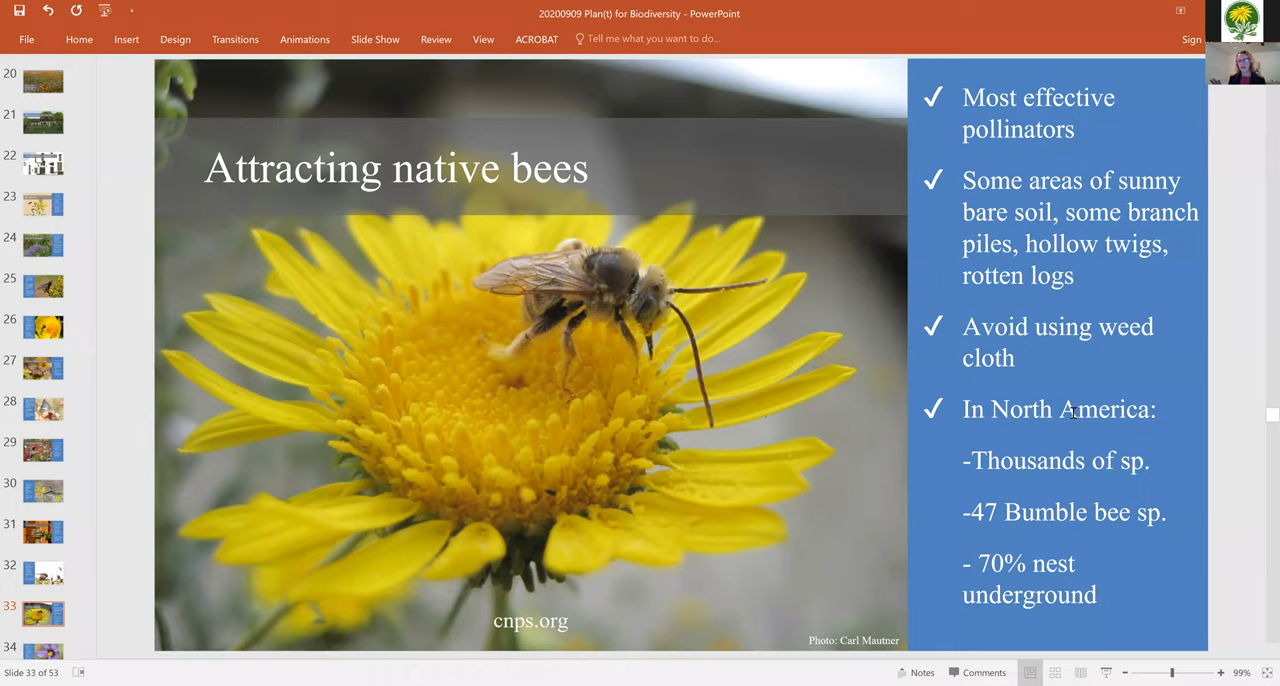 20200909 Plan(t) for Biodiversity - PowerPoint
File Home Insert Design Transitions Animations Slide Show Review View ACROBAT Tell me what you want to do... Sign
20
21
22
23
24
25
26
27
28
29
30
31
32
33
34
Attracting native bees
cnps.org
Photo: Carl Mautner
✓ Most effective
pollinators
✓ Some areas of sunny
bare soil, some branch
piles, hollow twigs,
rotten logs
✓ Avoid using weed
cloth
✓ In North America:
-Thousands of sp.
-47 Bumble bee sp.
- 70% nest
underground
Slide 33 of 53 Notes Comments 99%